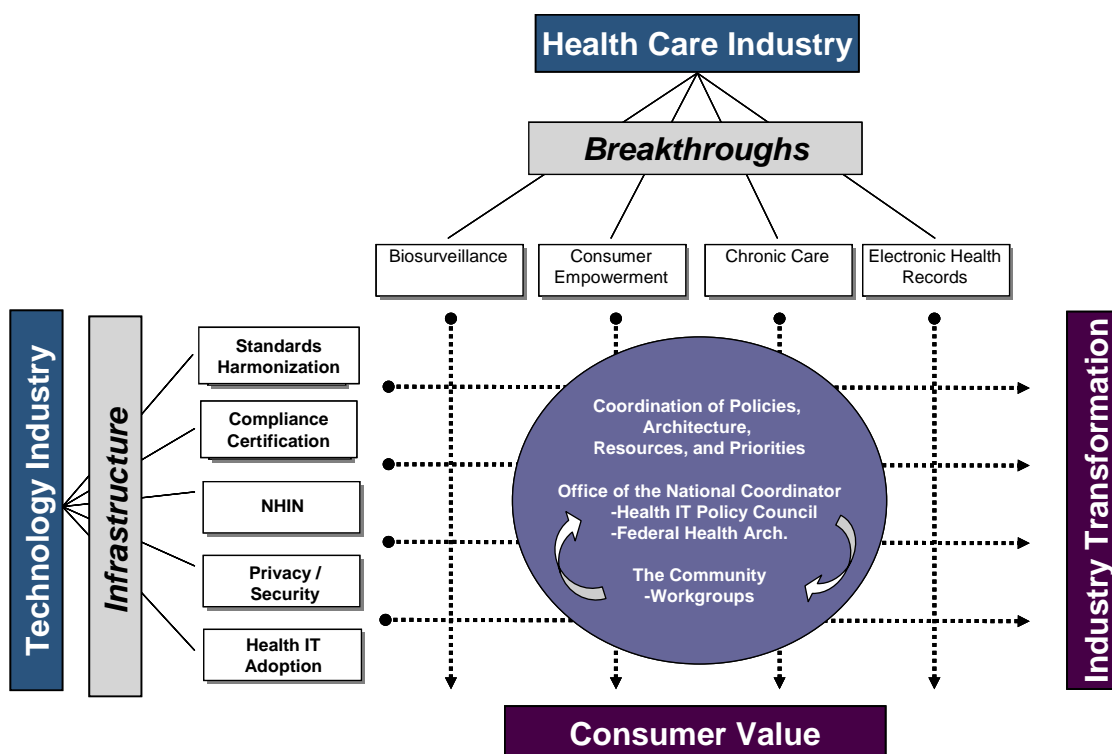 Health Care Industry
Breakthroughs
Biosurveillance
Consumer
Empowerment
Chronic Care
Electronic Health
Records
Technology Industry
Infrastructure
Standards
Harmonization
Compliance
Certification
NHIN
Privacy /
Security
Health IT
Adoption
Coordination of Policies,
Architecture,
Resources, and Priorities
Office of the National Coordinator
-Health IT Policy Council
-Federal Health Arch.
The Community
-Workgroups
Industry Transformation
Consumer Value